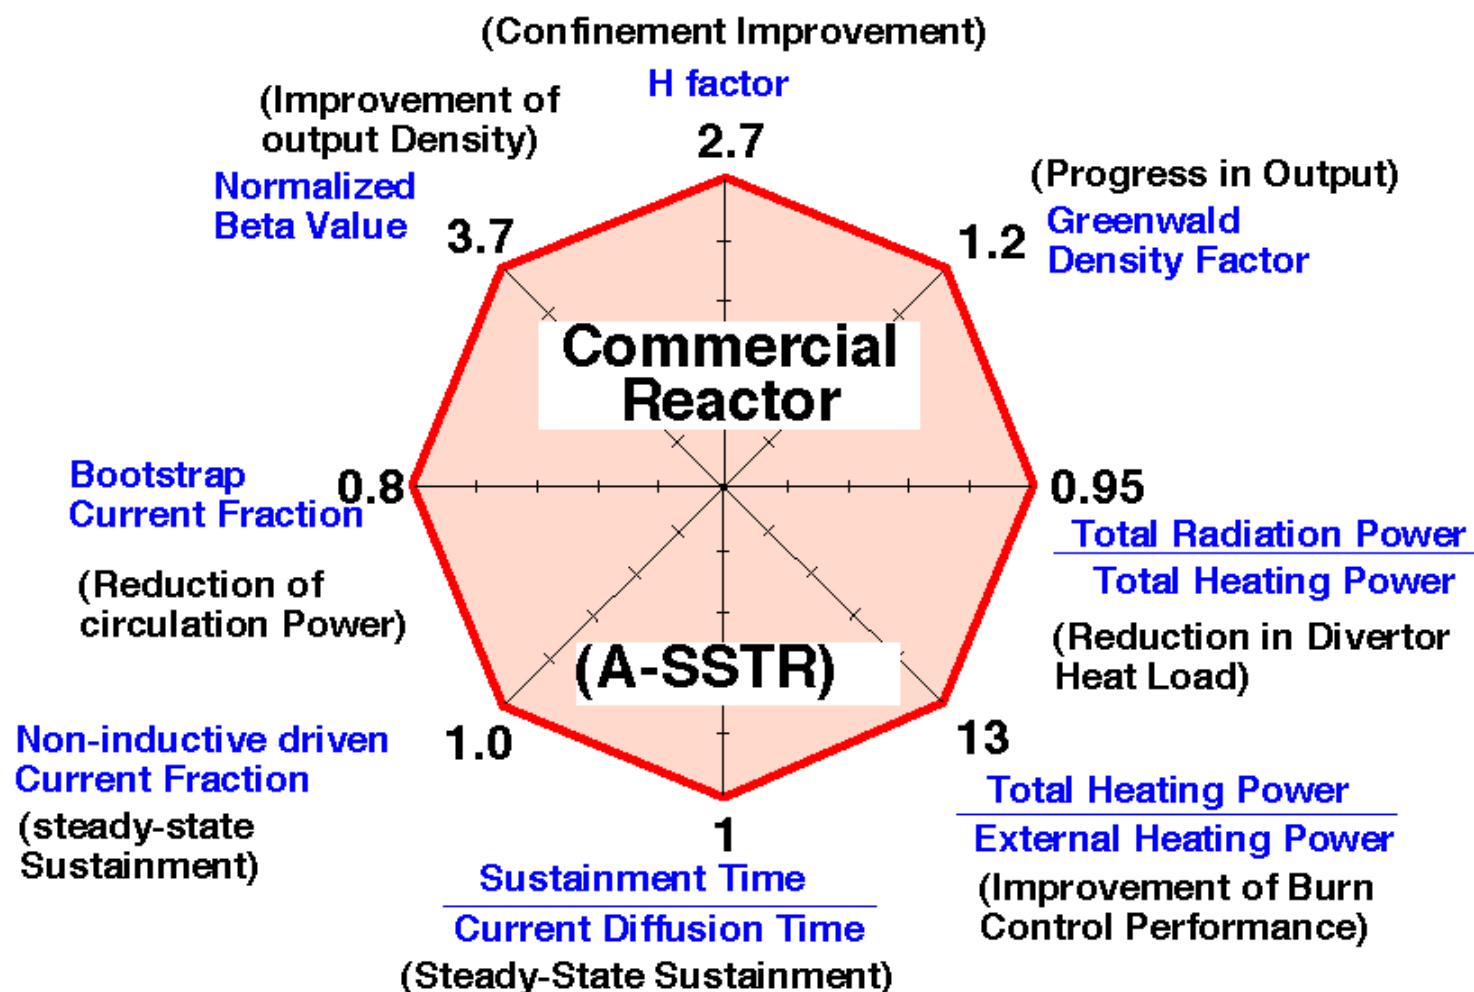 (Confinement Improvement)
H factor
2.7
(Improvement of
output Density)
Normalized
Beta Value
3.7
(Progress in Output)
Greenwald
Density Factor
1.2
Commercial
Reactor
Bootstrap
Current Fraction
0.8
(Reduction of
circulation Power)
0.95
Total Radiation Power
Total Heating Power
(Reduction in Divertor
Heat Load)
(A-SSTR)
Non-inductive driven
Current Fraction
1.0
(steady-state
Sustainment)
13
Total Heating Power
External Heating Power
(Improvement of Burn
Control Performance)
1
Sustainment Time
Current Diffusion Time
(Steady-State Sustainment)